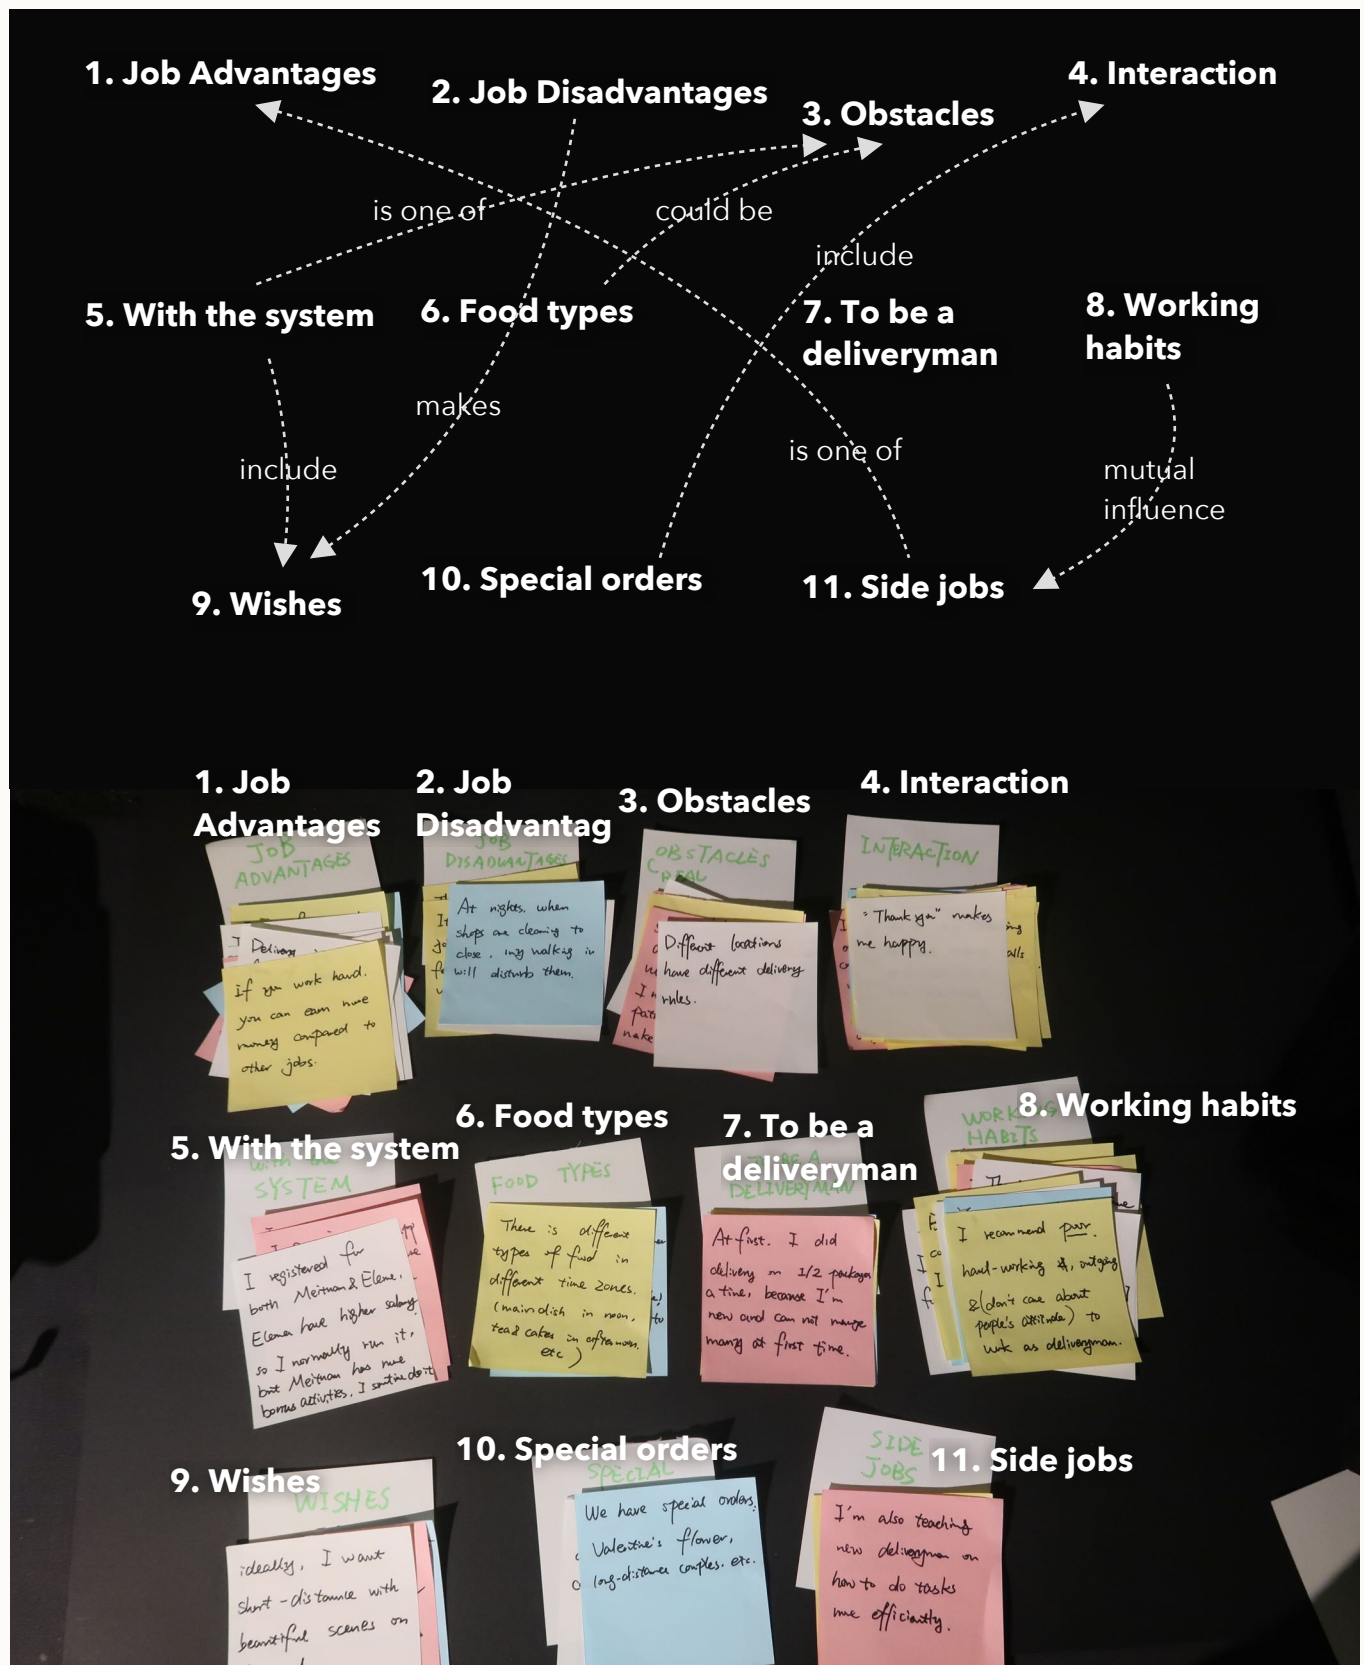 1. Job Advantages
2. Job Disadvantages
3. Obstacles
4. Interaction
is one of
could be
include
5. With the system
6. Food types
7. To be a
deliveryman
8. Working
habits
makes
include
is one of
mutual
influence
9. Wishes
10. Special orders
11. Side jobs
1. Job
Advantages
2. Job
Disadvantag
3. Obstacles
4. Interaction
JOB
ADVANTAGES
Delivery
If you work hard.
you can earn more
money compared to
other jobs.
JOB
DISADVANTAGES
At nights. when
shops are cleaning to
close, my walking in
will disturb them.
OBSTACLES
Different locations
have different delivery
rules.
INTERACTION
"Thank you" makes
me happy.
5. With the system
6. Food types
7. To be a
deliveryman
8. Working habits
with the
SYSTEM
I registered for
both Meituan & Eleme.
Eleme have higher salary
so I normally run it,
but Meituan has more
bonus activities. I
FOOD TYPES
There is different
types of food in
different time zones.
(main dish in noon,
tea & cakes in afternoon.
etc)
BE A
DELIVERYMAN
At first. I did
delivery on 1/2 packages
a time, because I'm
new and can not manage
many at first time.
WORKING
HABITS
I recommend poor.
hard-working &, outgoing
&(don't care about
people's attitude) to
work as deliveryman.
9. Wishes
10. Special orders
11. Side jobs
WISHES
ideally, I want
short-distance with
beautiful scenes on
SPECIAL
We have special orders:
Valentine's flower,
long-distance couples. etc.
SIDE
JOBS
I'm also teaching
new deliveryman on
how to do tasks
more efficiently.